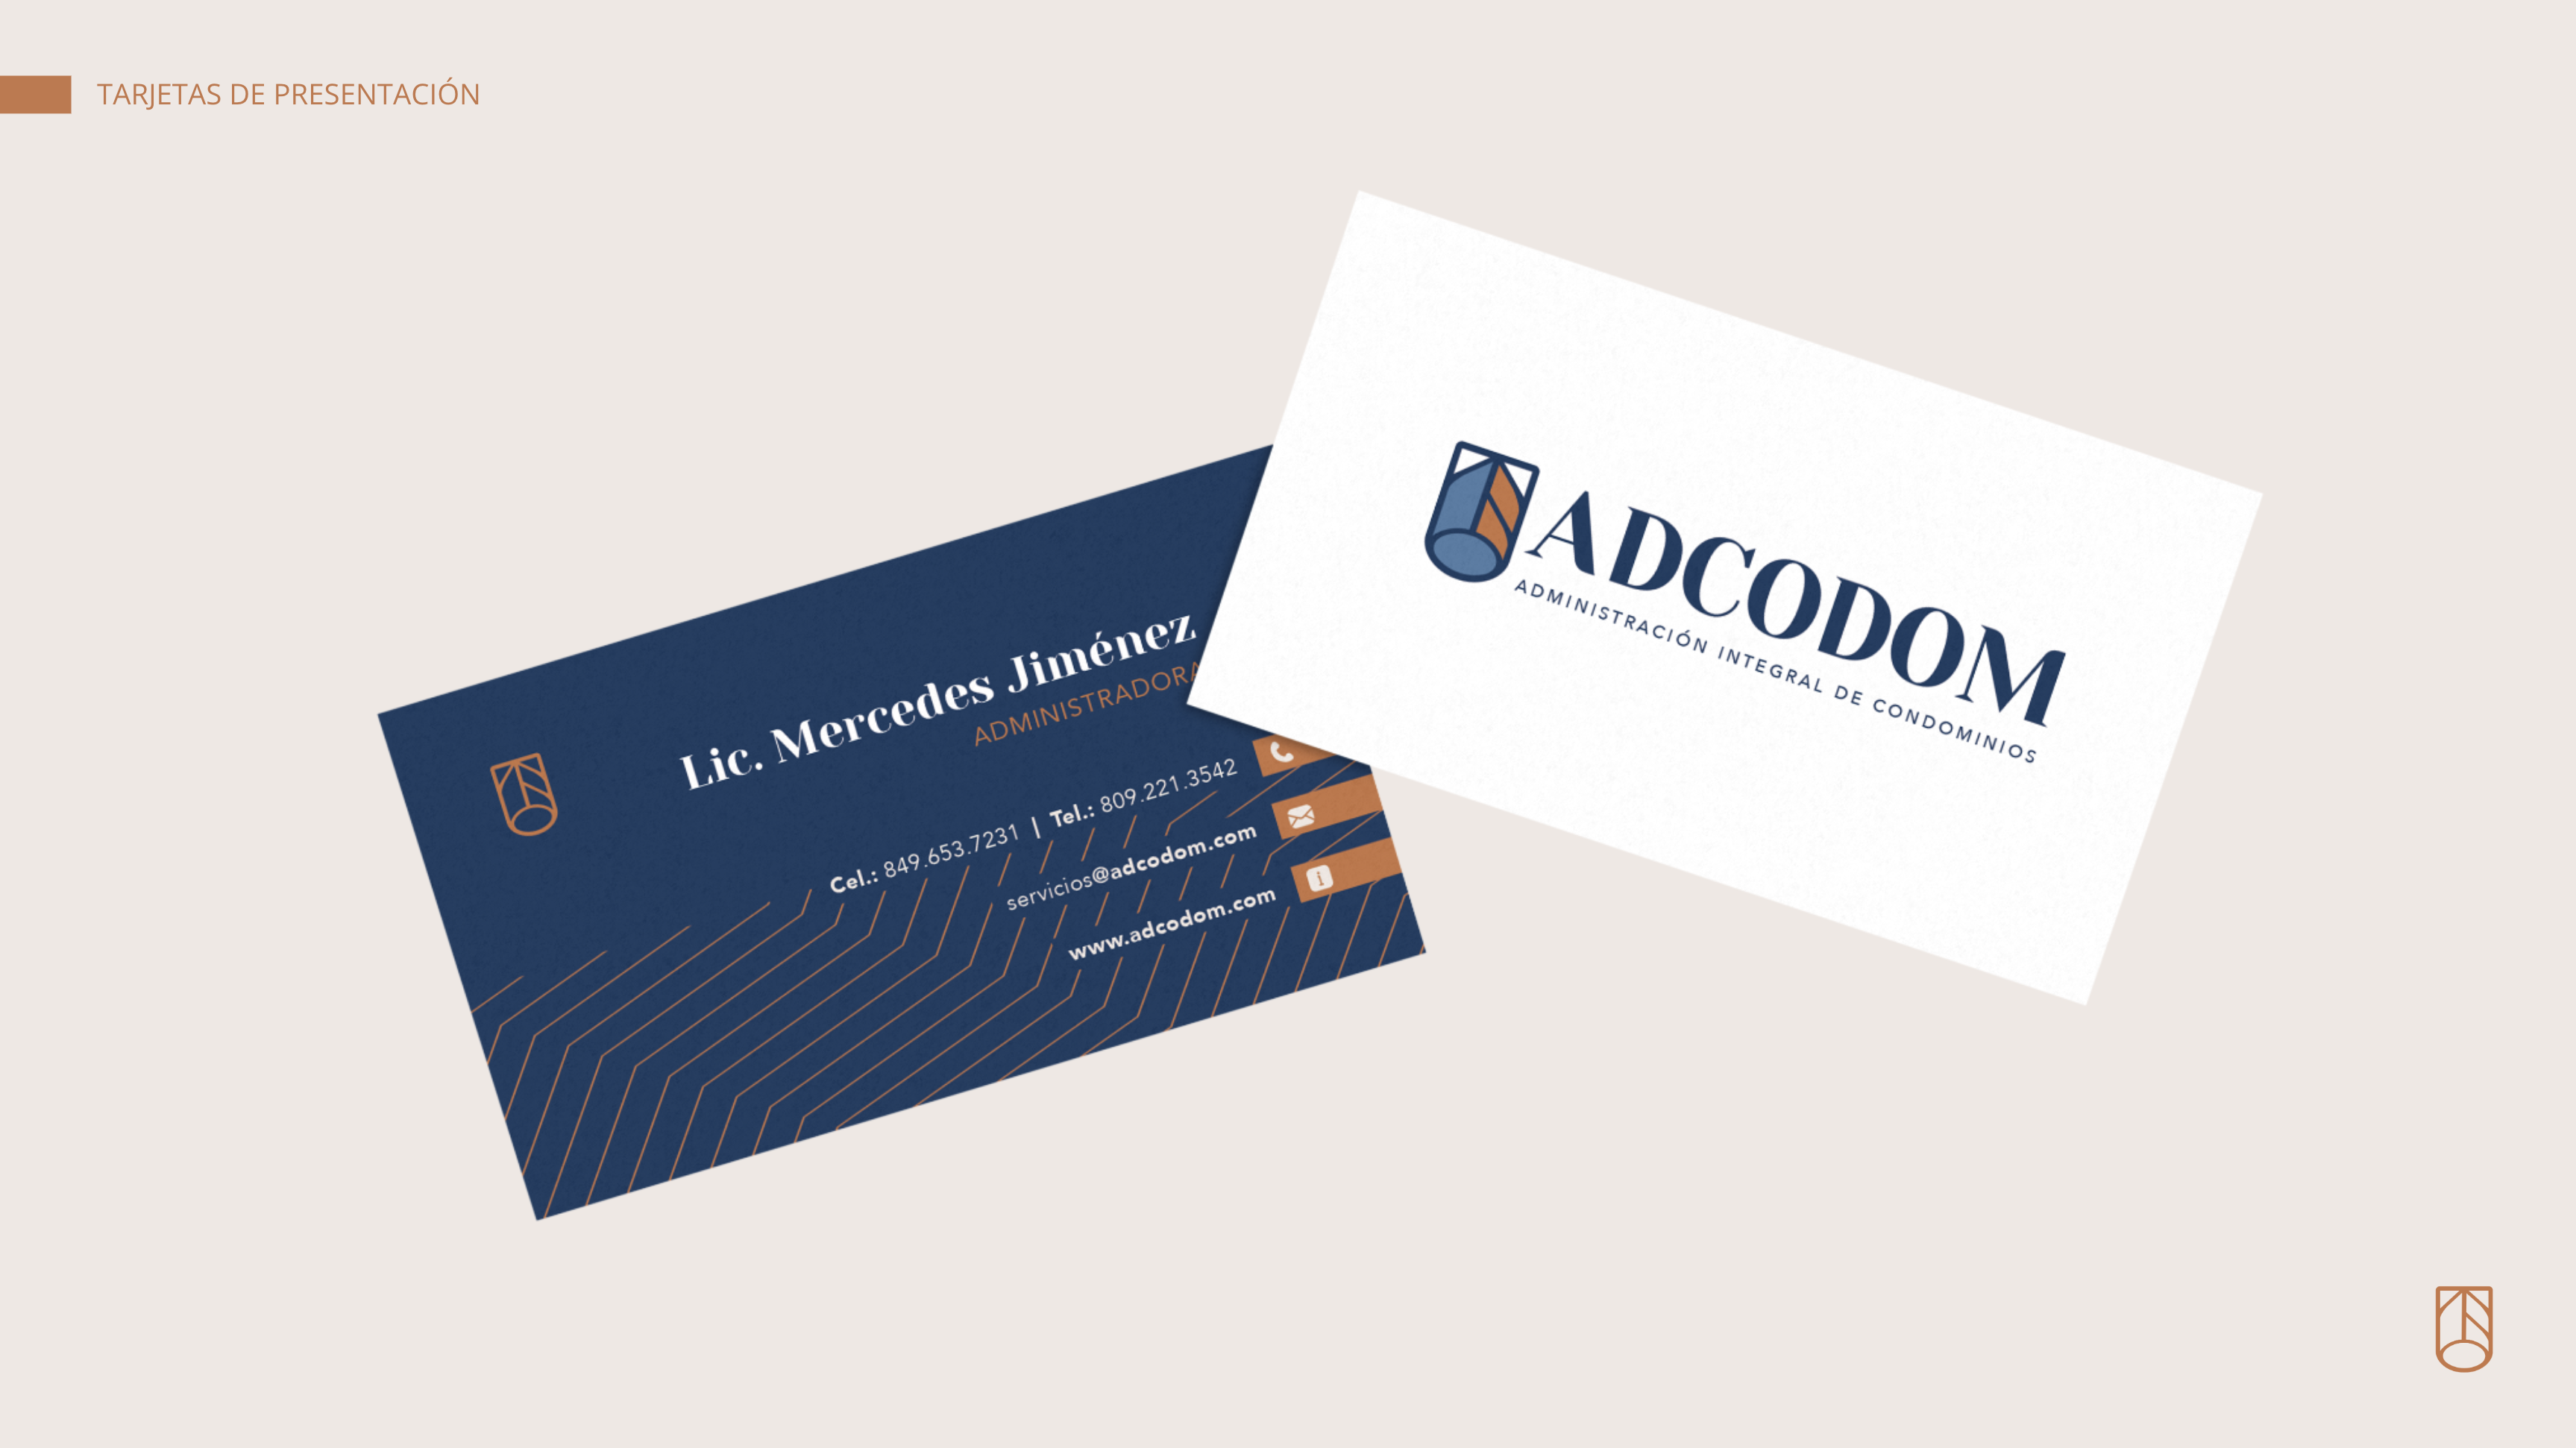 TARJETAS DE PRESENTACIÓN
Lic. Mercedes Jiménez
ADMINISTRADORA
Cel.: 849.653.7231 | Tel.: 809.221.3542
servicios@adcodom.com
www.adcodom.com
ADCODOM
ADMINISTRACIÓN INTEGRAL DE CONDOMINIOS